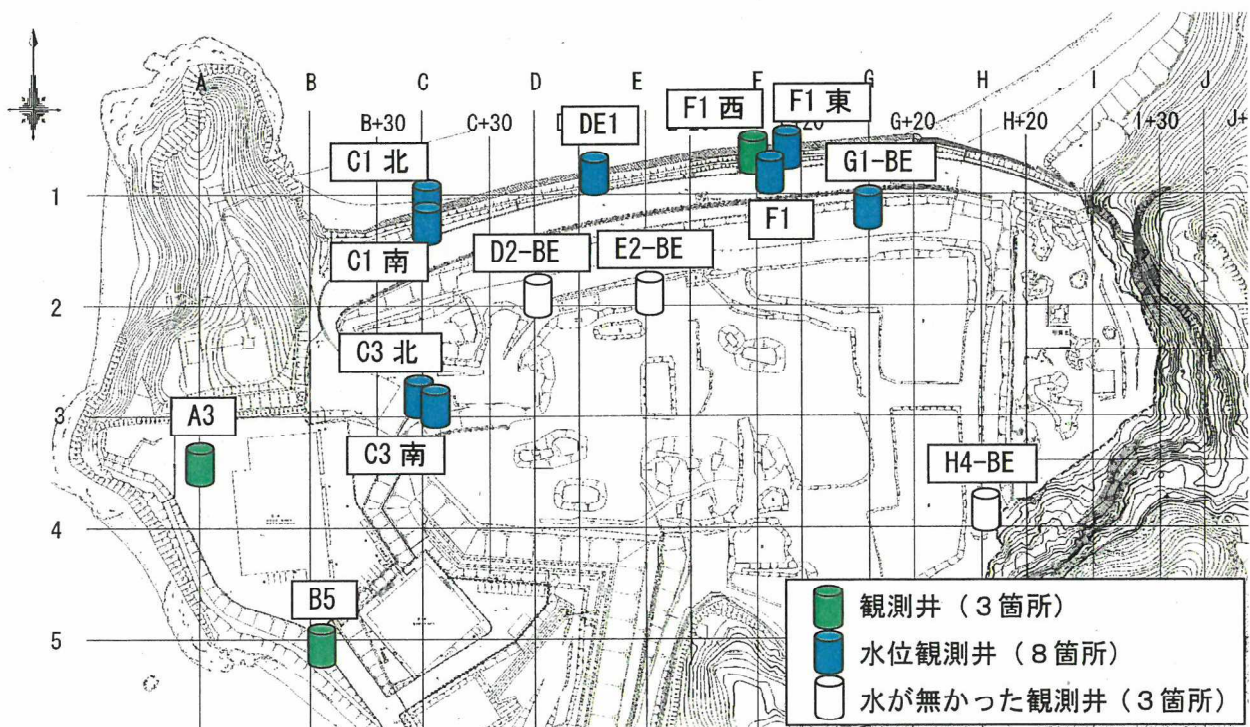 A B C D E F G H I J
B+30 C+30 G+20 H+20 I+30 J+
F1 西
F1 東
DE1
C1 北
G1-BE
1
F1
C1 南
D2-BE
E2-BE
2
C3 北
3
A3
C3 南
H4-BE
4
B5
5
観測井(3箇所)
水位観測井(8箇所)
水が無かった観測井(3箇所)